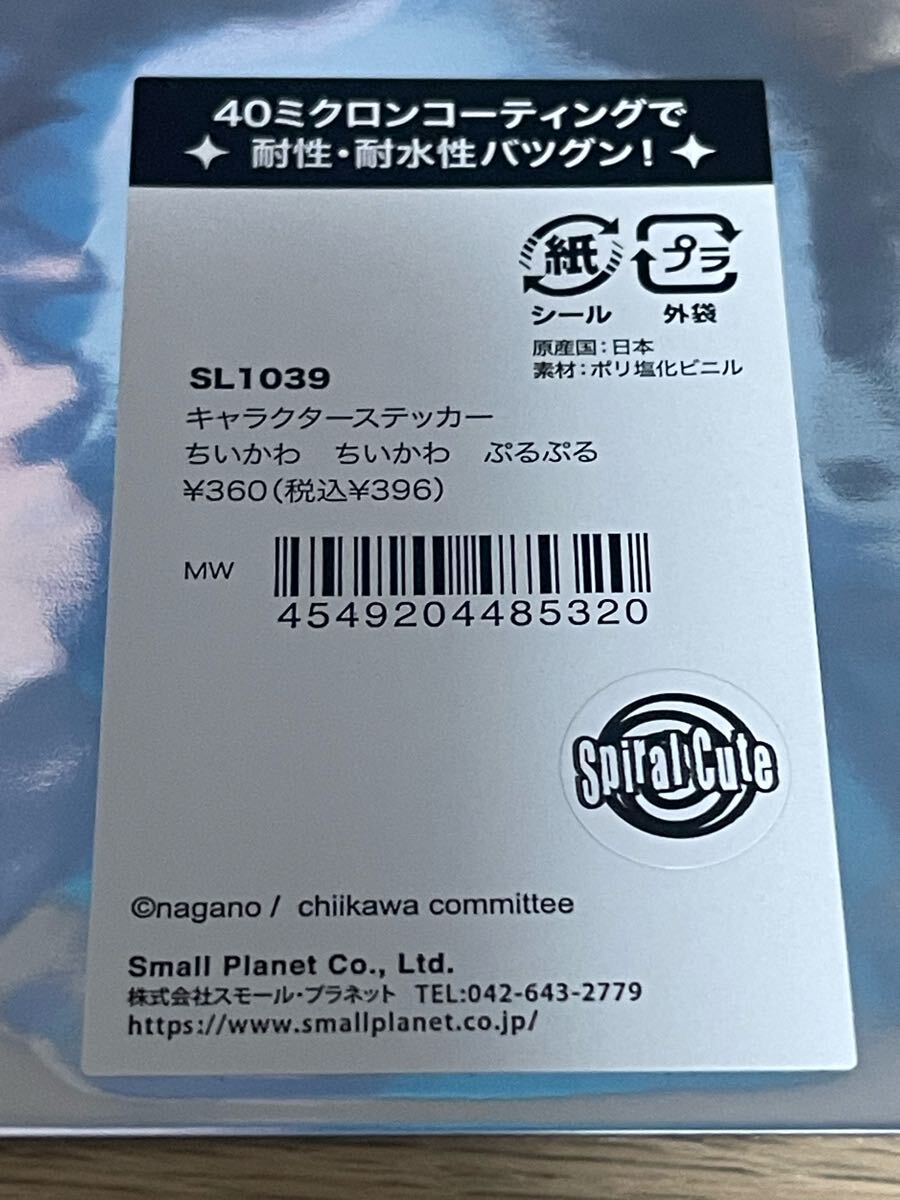 40ミクロンコーティングで
耐性・耐水性バツグン!
紙 プラ
シール 外袋
原産国:日本
素材:ポリ塩化ビニル
SL1039
キャラクターステッカー
ちいかわ ちいかわ ぷるぷる
¥360(税込¥396)
MW
4549204485320
Spiral Cute
©nagano / chiikawa committee
Small Planet Co., Ltd.
株式会社スモール・プラネット TEL:042-643-2779
https://www.smallplanet.co.jp/